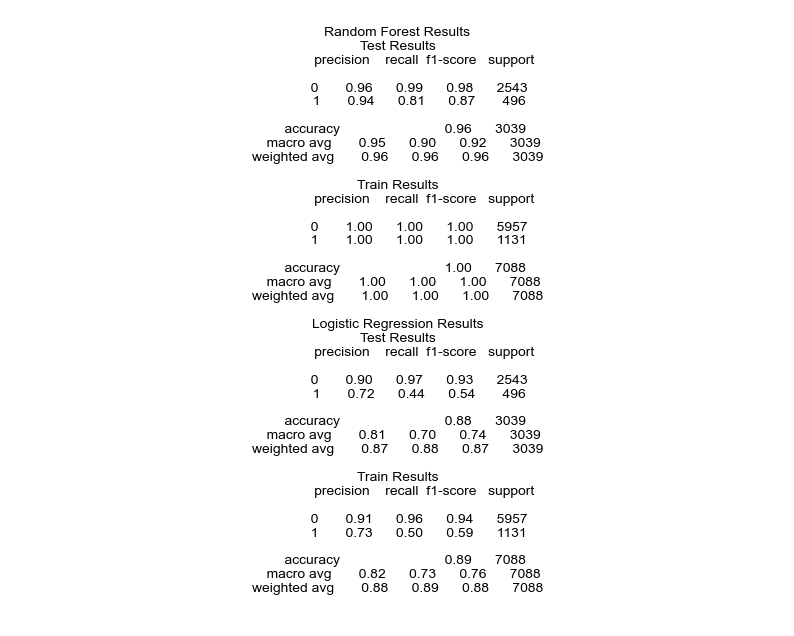 Random Forest Results
Test Results
precision recall f1-score support
0 0.96 0.99 0.98 2543
1 0.94 0.81 0.87 496
accuracy 0.96 3039
macro avg 0.95 0.90 0.92 3039
weighted avg 0.96 0.96 0.96 3039
Train Results
precision recall f1-score support
0 1.00 1.00 1.00 5957
1 1.00 1.00 1.00 1131
accuracy 1.00 7088
macro avg 1.00 1.00 1.00 7088
weighted avg 1.00 1.00 1.00 7088
Logistic Regression Results
Test Results
precision recall f1-score support
0 0.90 0.97 0.93 2543
1 0.72 0.44 0.54 496
accuracy 0.88 3039
macro avg 0.81 0.70 0.74 3039
weighted avg 0.87 0.88 0.87 3039
Train Results
precision recall f1-score support
0 0.91 0.96 0.94 5957
1 0.73 0.50 0.59 1131
accuracy 0.89 7088
macro avg 0.82 0.73 0.76 7088
weighted avg 0.88 0.89 0.88 7088